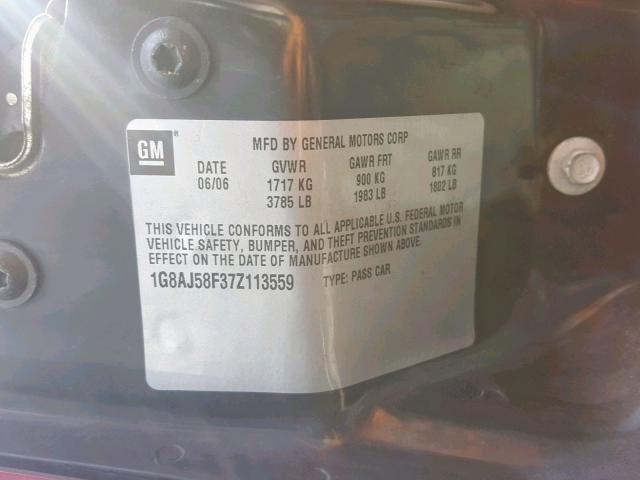 GM ®
MFD BY GENERAL MOTORS CORP
DATE GVWR GAWR FRT GAWR RR
06/06 1717 KG 900 KG 817 KG
3785 LB 1983 LB 1802 LB
THIS VEHICLE CONFORMS TO ALL APPLICABLE U.S. FEDERAL MOTOR
VEHICLE SAFETY, BUMPER, AND THEFT PREVENTION STANDARDS IN
EFFECT ON THE DATE OF MANUFACTURE SHOWN ABOVE.
1G8AJ58F37Z113559 TYPE: PASS CAR